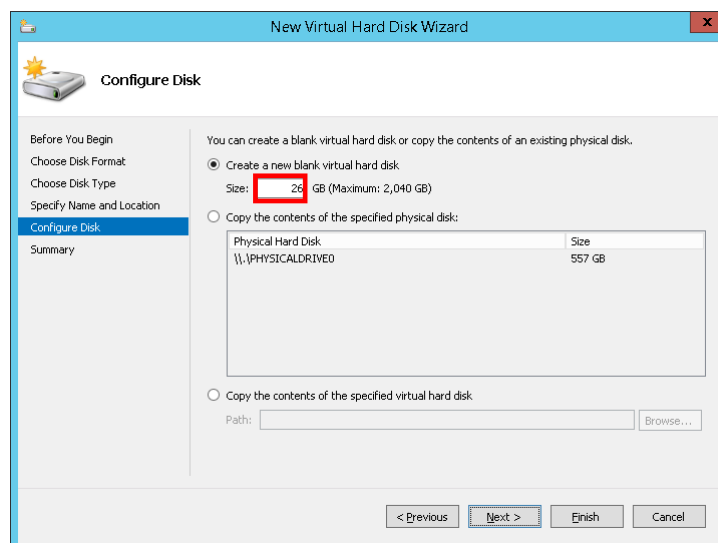 New Virtual Hard Disk Wizard
x
Configure Disk
Before You Begin
Choose Disk Format
Choose Disk Type
Specify Name and Location
Configure Disk
Summary
You can create a blank virtual hard disk or copy the contents of an existing physical disk.
Create a new blank virtual hard disk
Size: 26 GB (Maximum: 2,040 GB)
Copy the contents of the specified physical disk:
Physical Hard Disk Size
\\.\PHYSICALDRIVE0 557 GB
Copy the contents of the specified virtual hard disk
Path: Browse...
< Previous Next > Finish Cancel